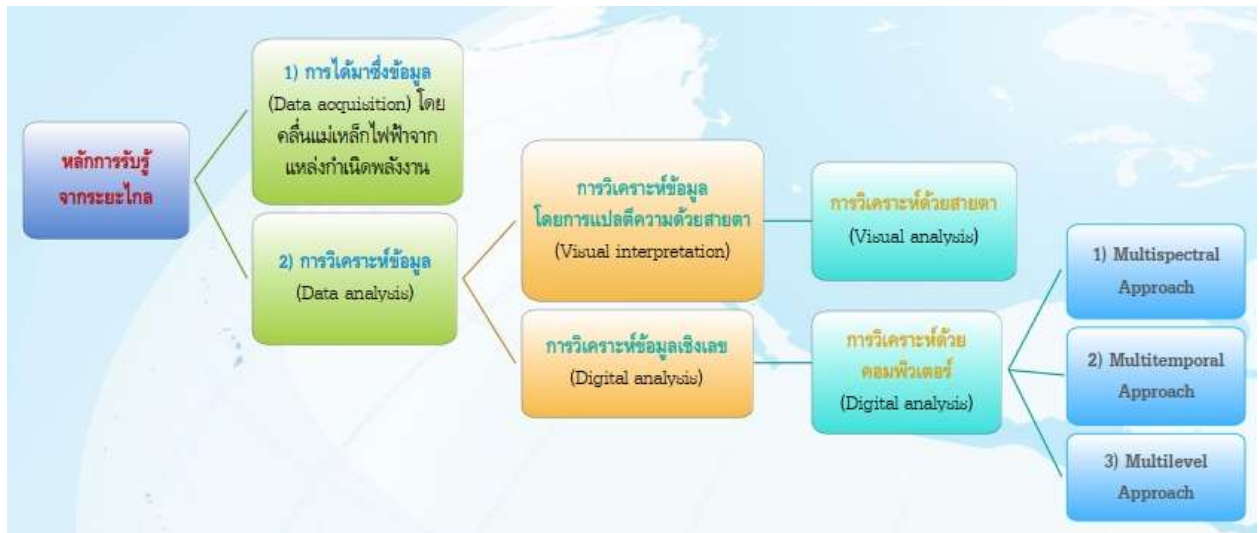 หลักการรับรู้
จากระยะไกล
1) การได้มาซึ่งข้อมูล
(Data acquisition) โดย
คลื่นแม่เหล็กไฟฟ้าจาก
แหล่งกำเนิดพลังงาน
2) การวิเคราะห์ข้อมูล
(Data analysis)
การวิเคราะห์ข้อมูล
โดยการแปลตีความด้วยสายตา
(Visual interpretation)
การวิเคราะห์ข้อมูลเชิงเลข
(Digital analysis)
การวิเคราะห์ด้วยสายตา
(Visual analysis)
การวิเคราะห์ด้วย
คอมพิวเตอร์
(Digital analysis)
1) Multispectral
Approach
2) Multitemporal
Approach
3) Multilevel
Approach